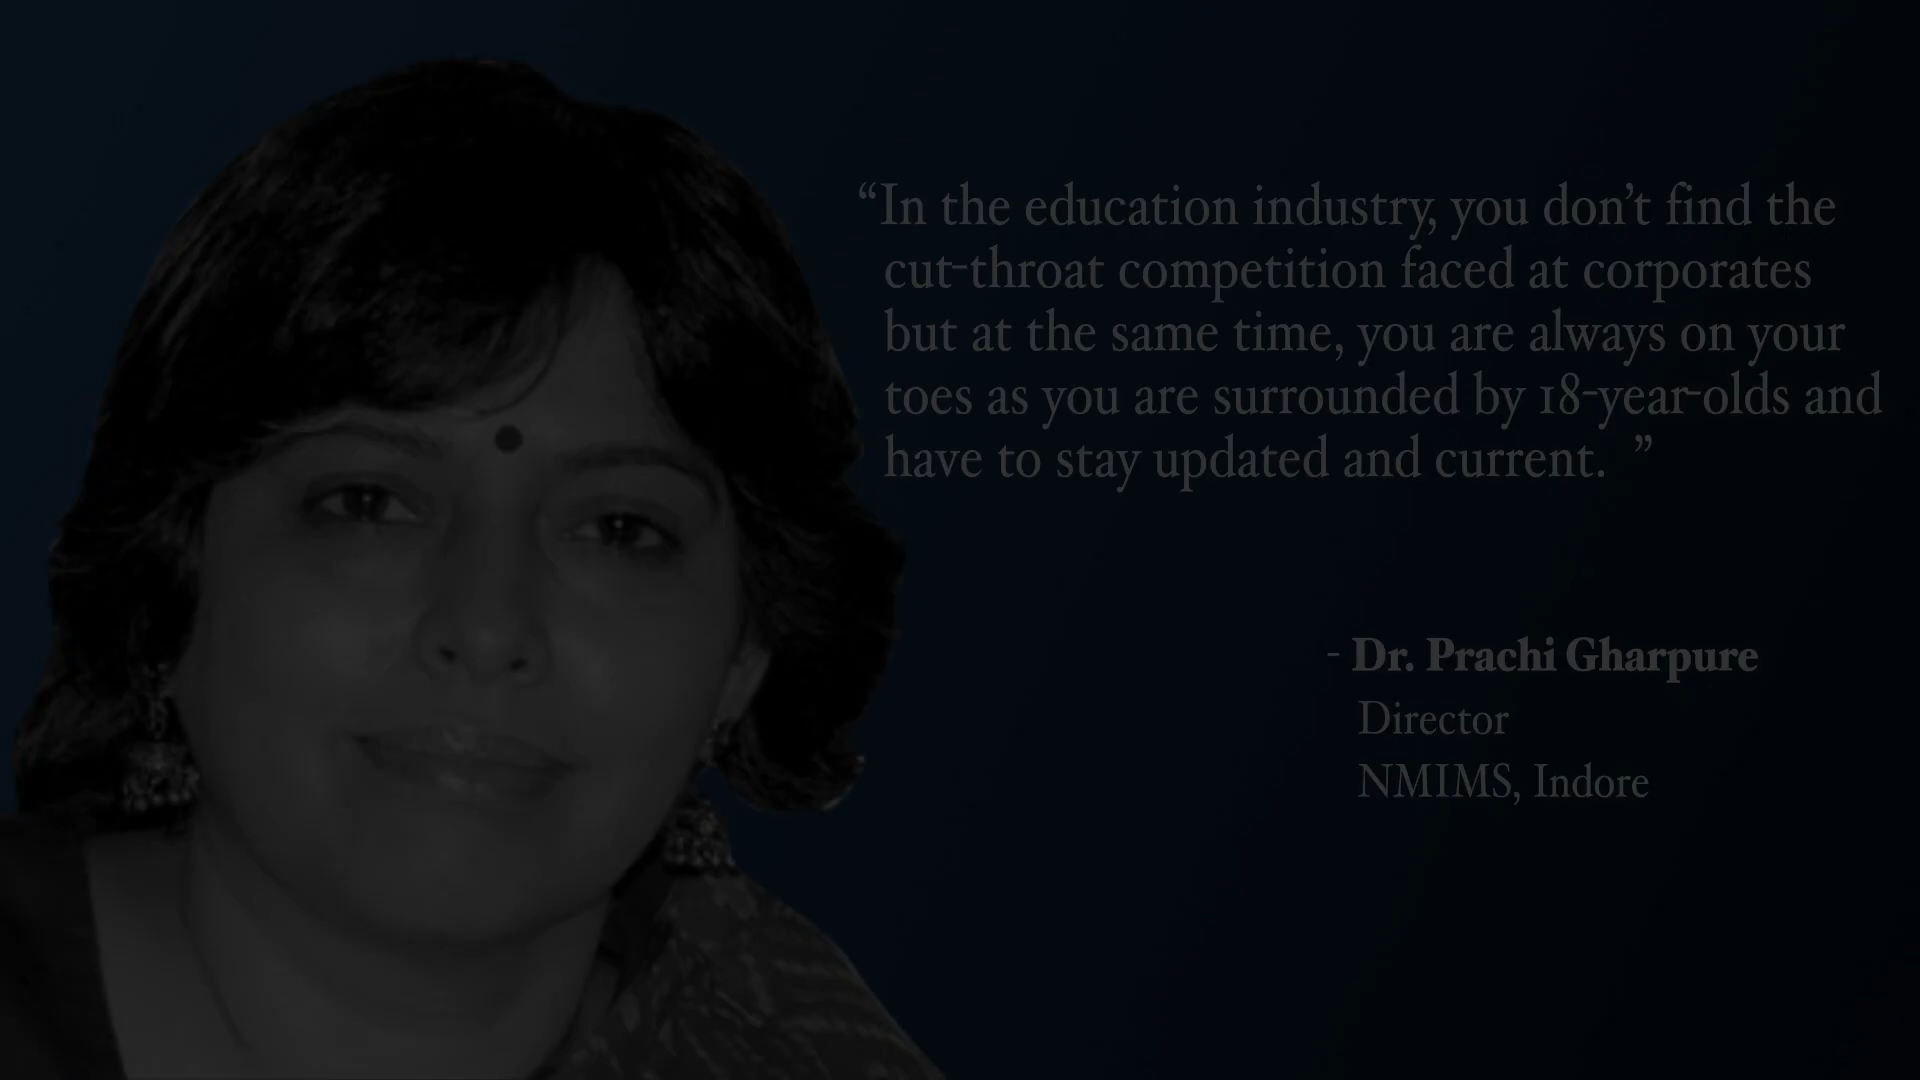 “In the education industry, you don’t find the
cut-throat competition faced at corporates
but at the same time, you are always on your
toes as you are surrounded by 18-year-olds and
have to stay updated and current. ”
- Dr. Prachi Gharpure
Director
NMIMS, Indore